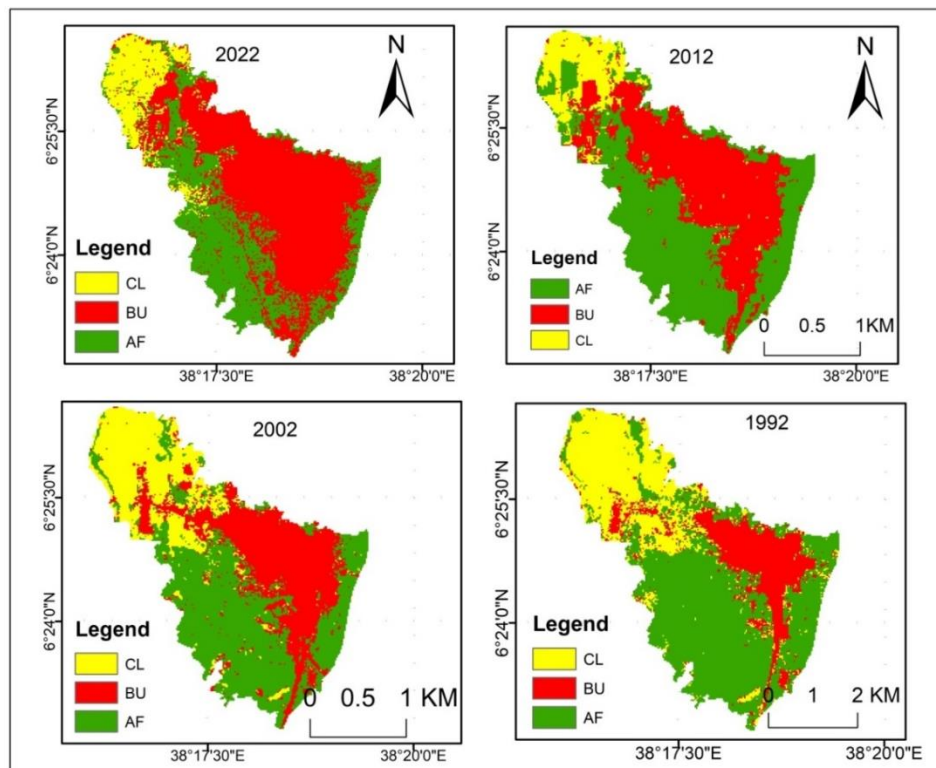 2022
N
6°25'30"N
6°24'0"N
Legend
CL
BU
AF
38°17'30"E
38°20'0"E
2012
N
6°25'30"N
6°24'0"N
Legend
AF
BU
CL
0 0.5 1KM
38°17'30"E
38°20'0"E
2002
6°25'30"N
6°24'0"N
Legend
CL
BU
AF
0 0.5 1 KM
38°17'30"E
38°20'0"E
1992
6°25'30"N
6°24'0"N
Legend
CL
BU
AF
0 1 2 KM
38°17'30"E
38°20'0"E